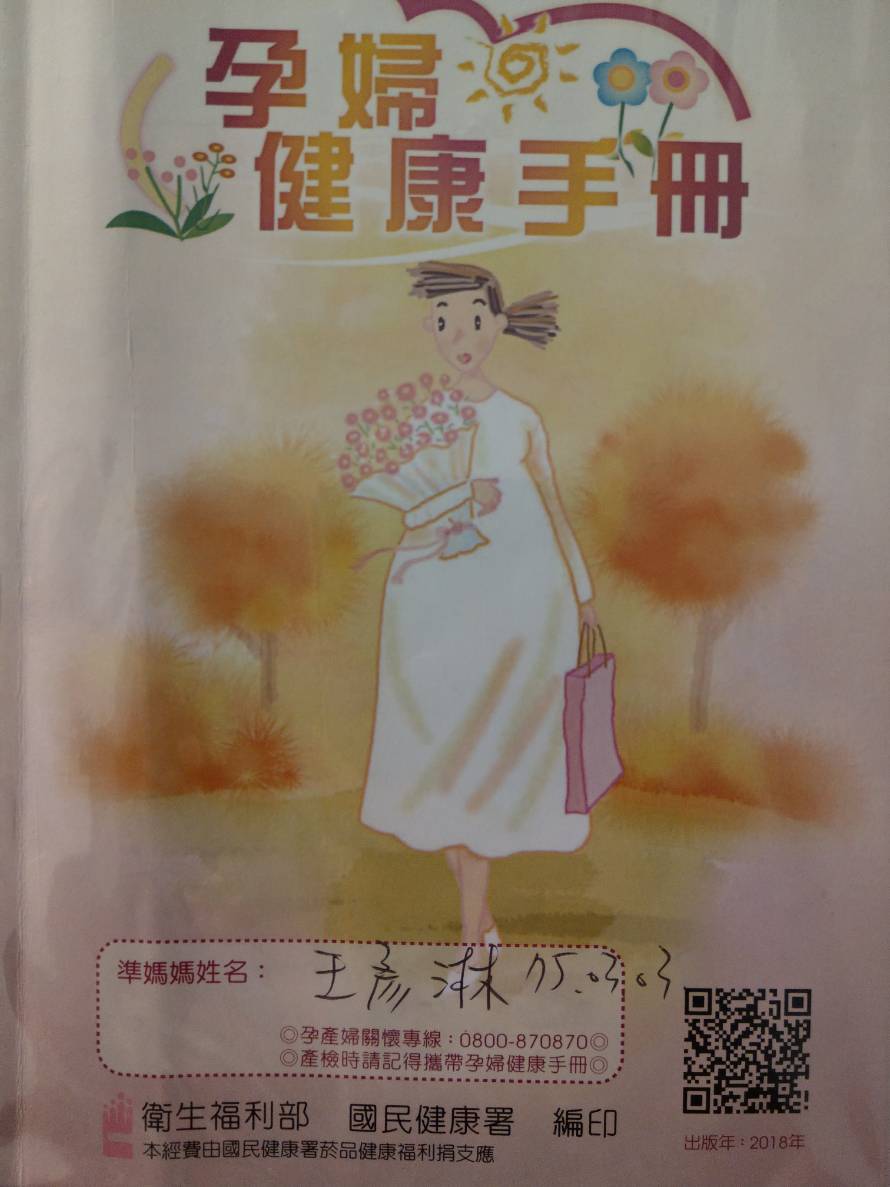 孕婦
健康手冊
準媽媽姓名：王彥淋 75.03.03
◎孕產婦關懷專線：0800-870870◎
◎產檢時請記得攜帶孕婦健康手冊◎
衛生福利部 國民健康署 編印
本經費由國民健康署菸品健康福利捐支應
出版年：2018年